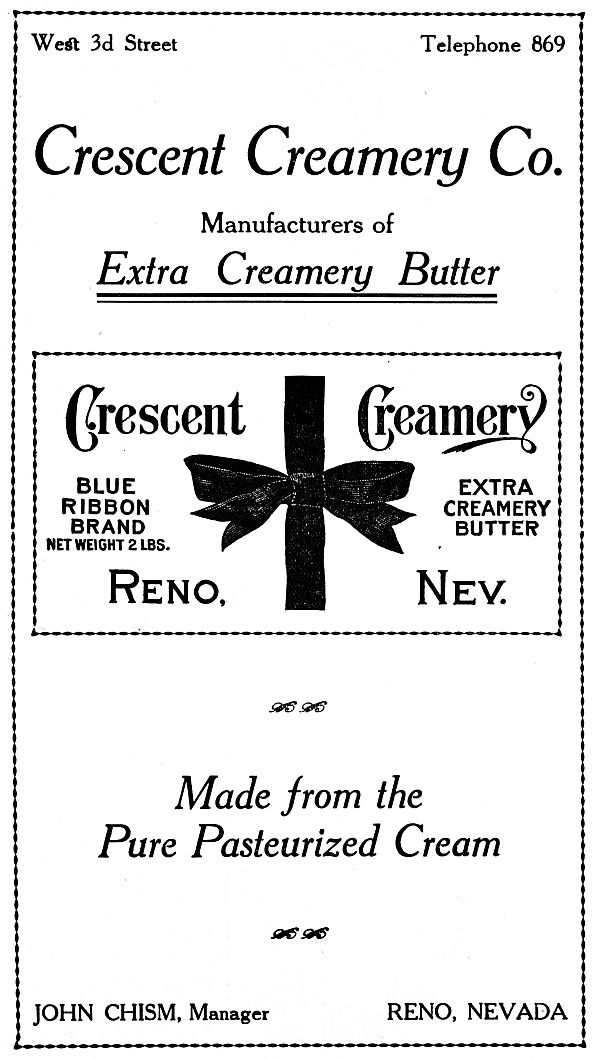 West 3d Street Telephone 869
Crescent Creamery Co.
Manufacturers of
Extra Creamery Butter
Crescent Creamery
BLUE
RIBBON
BRAND
NET WEIGHT 2 LBS.
EXTRA
CREAMERY
BUTTER
RENO, NEV.
Made from the
Pure Pasteurized Cream
JOHN CHISM, Manager RENO, NEVADA